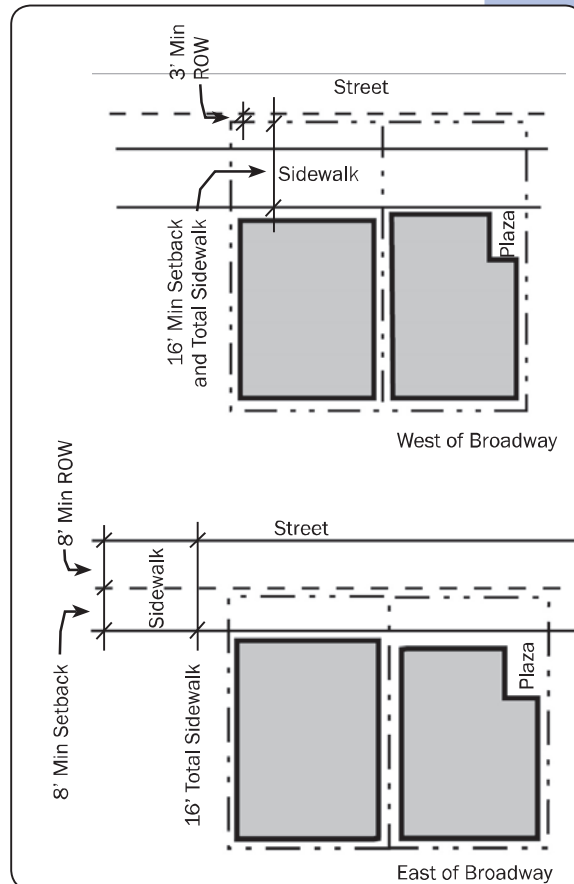 3' Min
ROW
Street
Sidewalk
Plaza
16' Min Setback
and Total Sidewalk
West of Broadway
8' Min ROW
Street
Sidewalk
8' Min Setback
16' Total Sidewalk
Plaza
East of Broadway